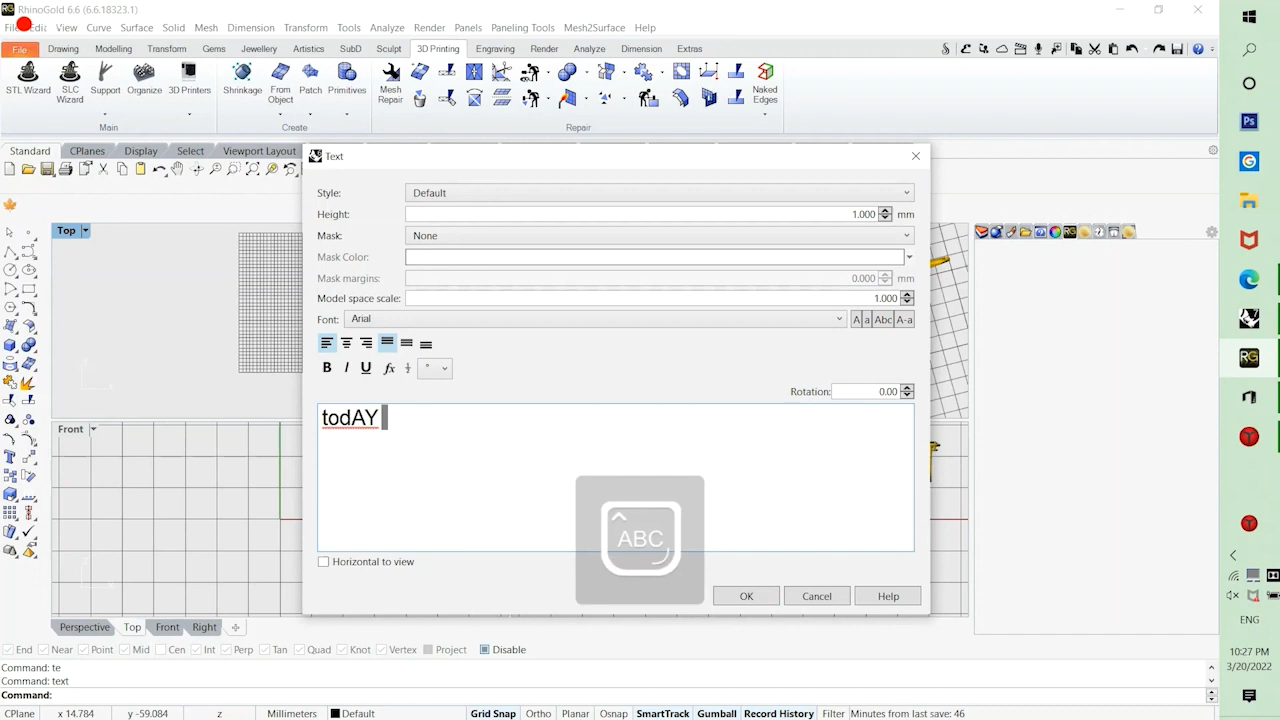 RhinoGold 6.6 (6.6.18323.1)
File Edit View Curve Surface Solid Mesh Dimension Transform Tools Analyze Render Panels Paneling Tools Mesh2Surface Help
File Drawing Modelling Transform Gems Jewellery Artistics SubD Sculpt 3D Printing Engraving Render Analyze Dimension Extras
STL Wizard
SLC Wizard
Support
Organize
3D Printers
Shrinkage
From Object
Patch
Primitives
Mesh Repair
Naked Edges
Main Create Repair
Standard CPlanes Display Select Viewport Layout
Text
Style: Default
Height: 1.000 mm
Mask: None
Mask Color:
Mask margins: 0.000 mm
Model space scale: 1.000
Font: Arial A a Abc A-a
B I U fx ½ °
Rotation: 0.00
todAY
ABC
Horizontal to view
OK Cancel Help
Top
Front
Perspective Top Front Right
End Near Point Mid Cen Int Perp Tan Quad Knot Vertex Project Disable
Command: te
Command: text
Command:
CPlane x 14.784 y -59.084 z Millimeters Default Grid Snap Ortho Planar Osnap SmartTrack Gumball Record History Filter Minutes from last save: 46
Ps
G
RG
ENG
10:27 PM
3/20/2022